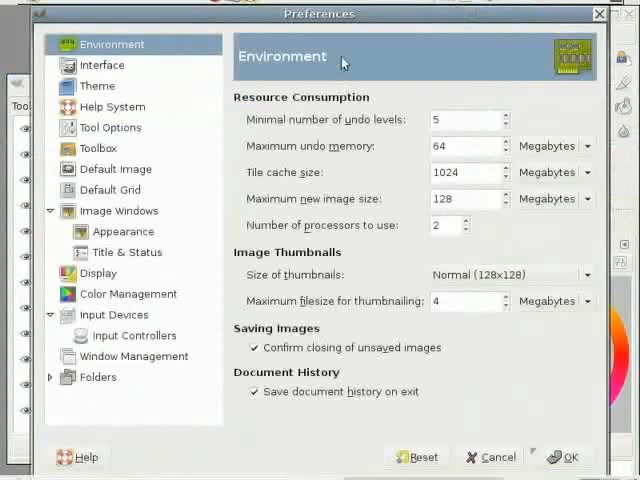 Preferences
Environment
Interface
Theme
Help System
Tool Options
Toolbox
Default Image
Default Grid
Image Windows
Appearance
Title & Status
Display
Color Management
Input Devices
Input Controllers
Window Management
Folders
Environment
Resource Consumption
Minimal number of undo levels: 5
Maximum undo memory: 64 Megabytes
Tile cache size: 1024 Megabytes
Maximum new image size: 128 Megabytes
Number of processors to use: 2
Image Thumbnails
Size of thumbnails: Normal (128x128)
Maximum filesize for thumbnailing: 4 Megabytes
Saving Images
Confirm closing of unsaved images
Document History
Save document history on exit
Help
Reset
Cancel
OK